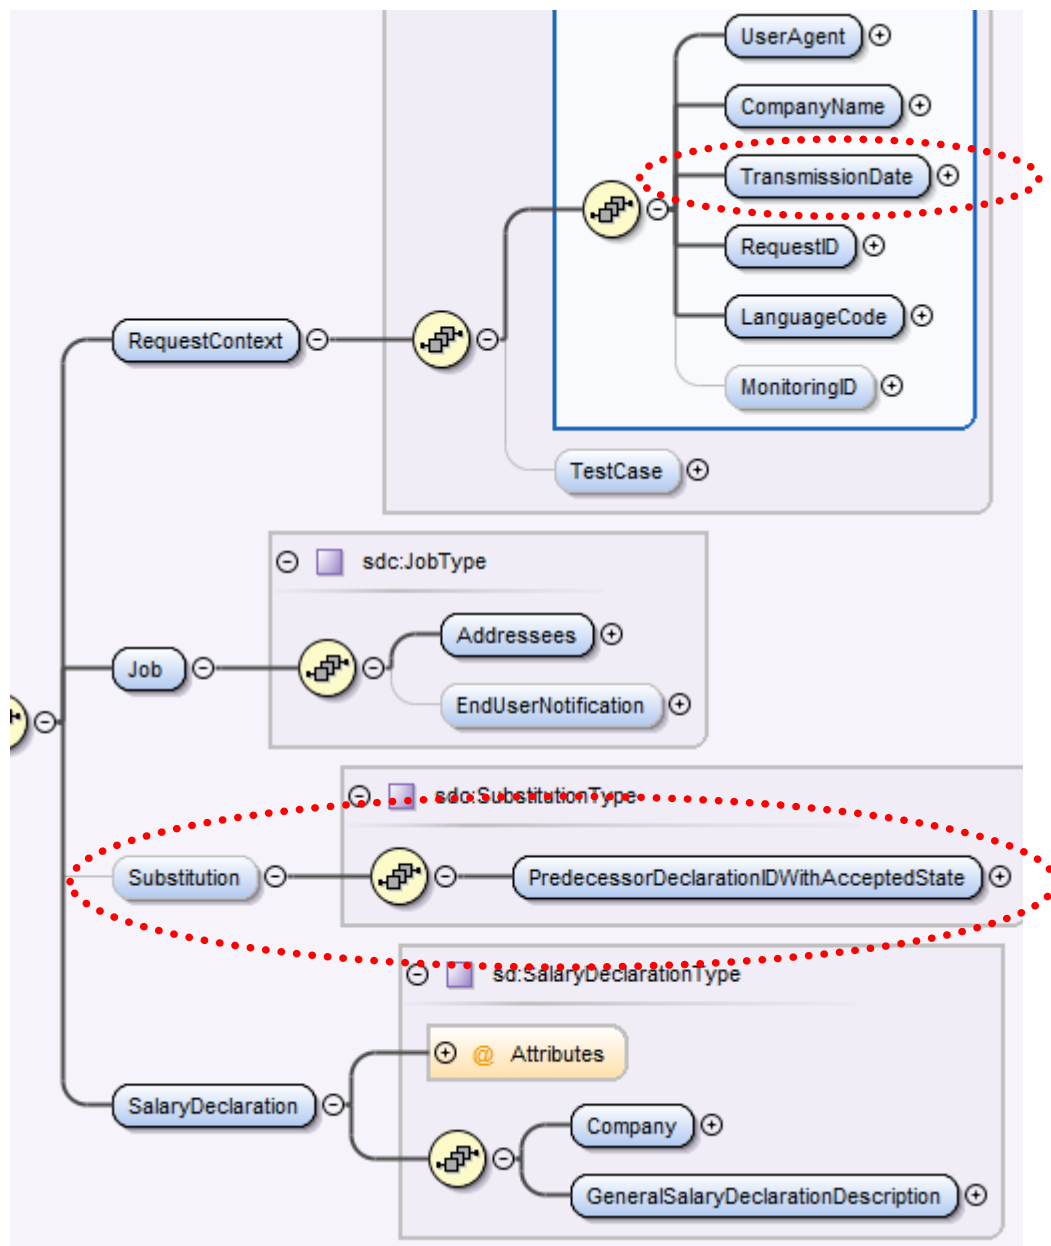 UserAgent
CompanyName
TransmissionDate
RequestID
LanguageCode
MonitoringID
RequestContext
TestCase
sdc:JobType
Addressees
Job
EndUserNotification
sdc:SubstitutionType
Substitution
PredecessorDeclarationIDWithAcceptedState
sd:SalaryDeclarationType
@ Attributes
SalaryDeclaration
Company
GeneralSalaryDeclarationDescription